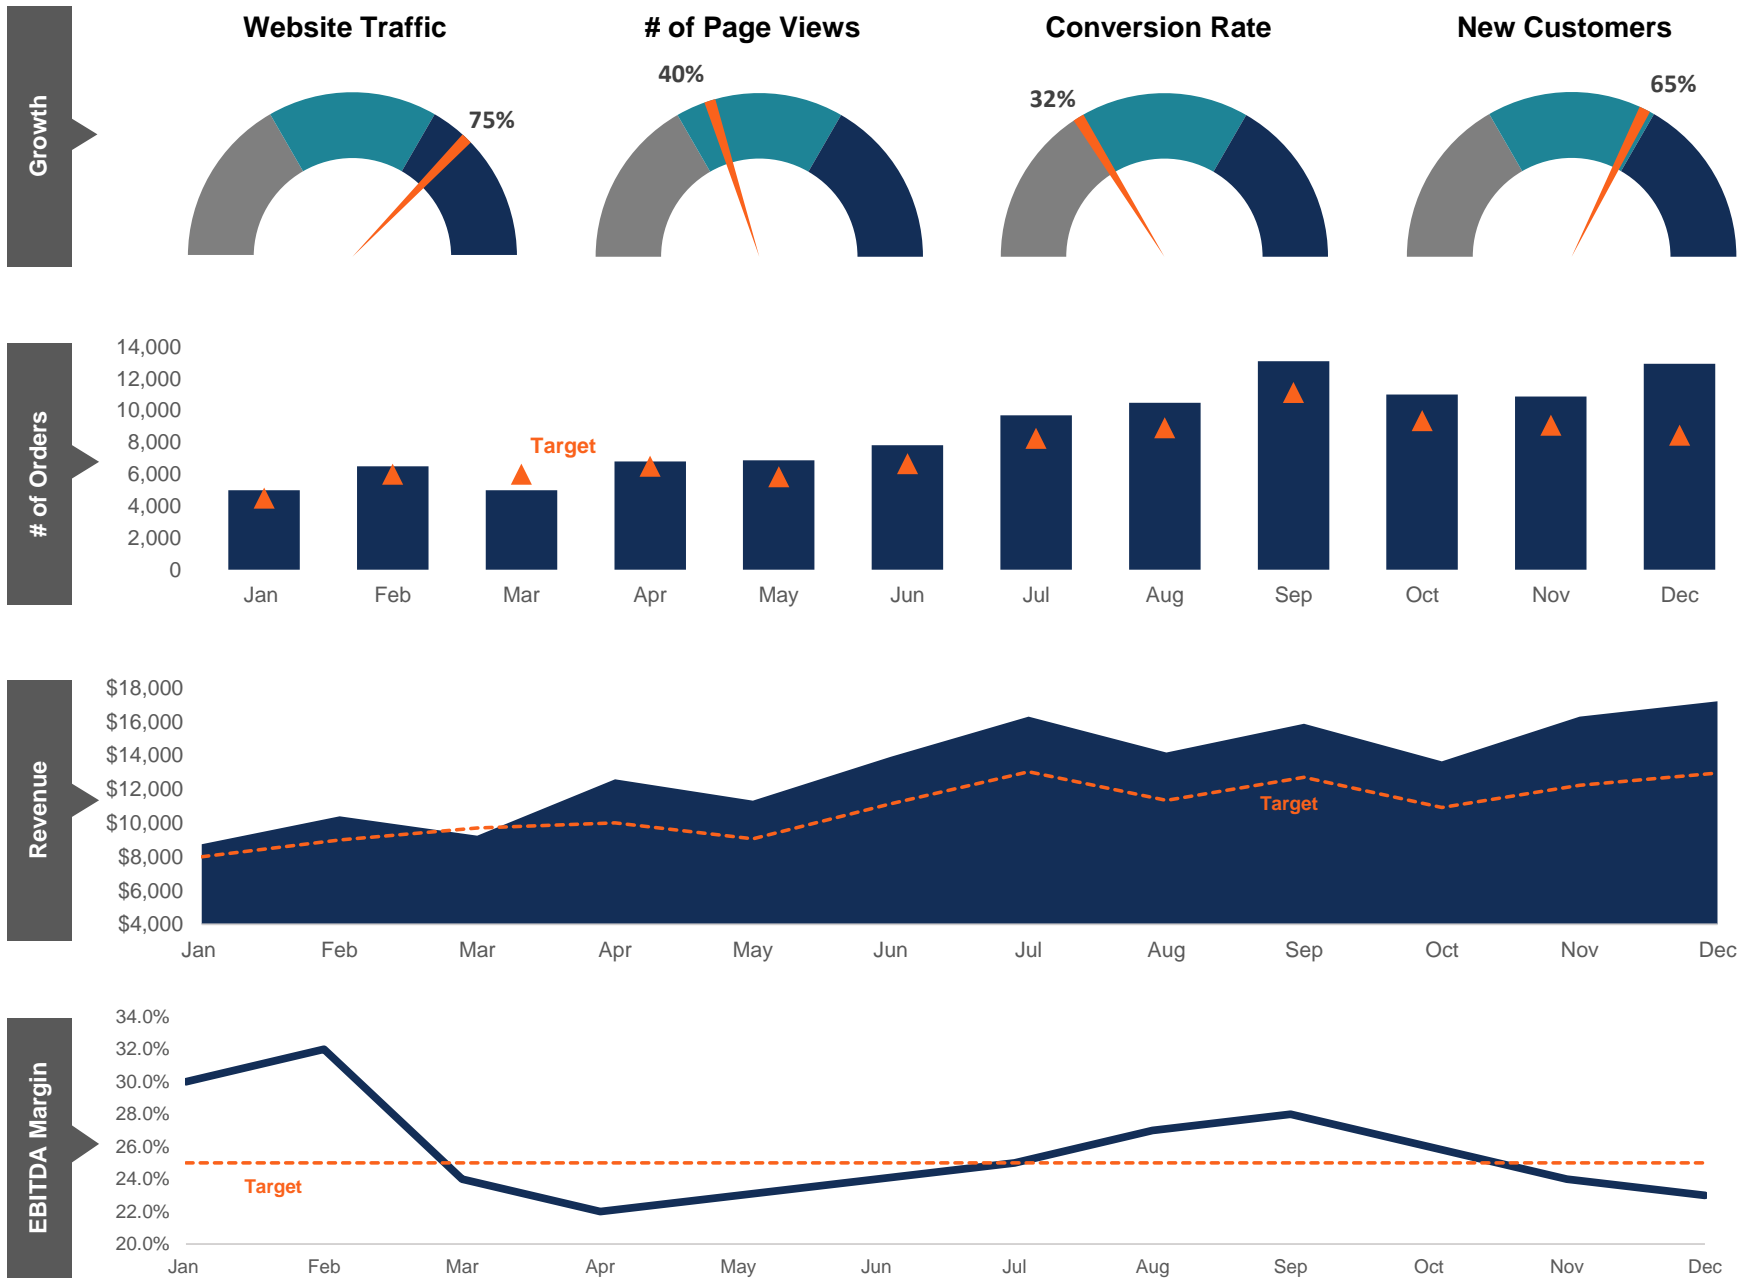 Growth
Website Traffic
# of Page Views
Conversion Rate
New Customers
75%
40%
32%
65%
# of Orders
14,000
12,000
10,000
8,000
6,000
4,000
2,000
0
Target
Jan Feb Mar Apr May Jun Jul Aug Sep Oct Nov Dec
Revenue
$18,000
$16,000
$14,000
$12,000
$10,000
$8,000
$6,000
$4,000
Target
Jan Feb Mar Apr May Jun Jul Aug Sep Oct Nov Dec
EBITDA Margin
34.0%
32.0%
30.0%
28.0%
26.0%
24.0%
22.0%
20.0%
Target
Jan Feb Mar Apr May Jun Jul Aug Sep Oct Nov Dec